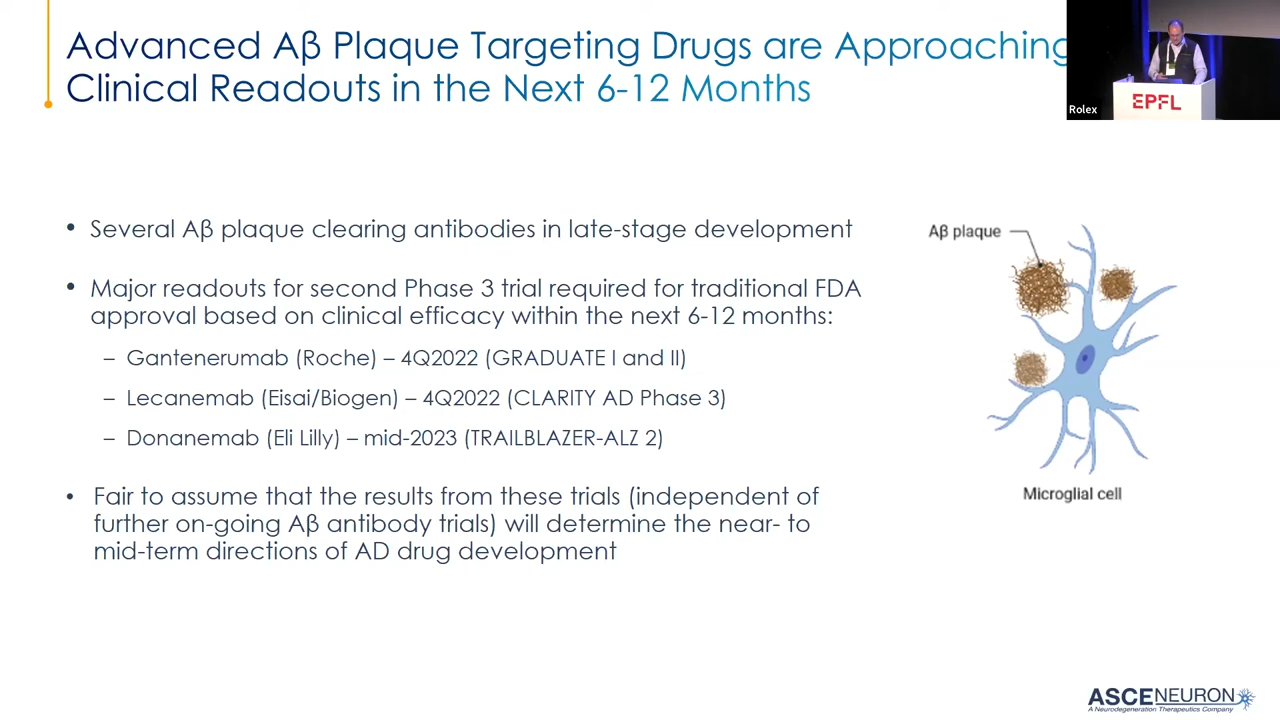 Advanced Aβ Plaque Targeting Drugs are Approaching
Clinical Readouts in the Next 6-12 Months
Rolex
EPFL
• Several Aβ plaque clearing antibodies in late-stage development
• Major readouts for second Phase 3 trial required for traditional FDA
approval based on clinical efficacy within the next 6-12 months:
– Gantenerumab (Roche) – 4Q2022 (GRADUATE I and II)
– Lecanemab (Eisai/Biogen) – 4Q2022 (CLARITY AD Phase 3)
– Donanemab (Eli Lilly) – mid-2023 (TRAILBLAZER-ALZ 2)
• Fair to assume that the results from these trials (independent of
further on-going Aβ antibody trials) will determine the near- to
mid-term directions of AD drug development
Aβ plaque
Microglial cell
ASCENEURON
A Neurodegeneration Therapeutics Company